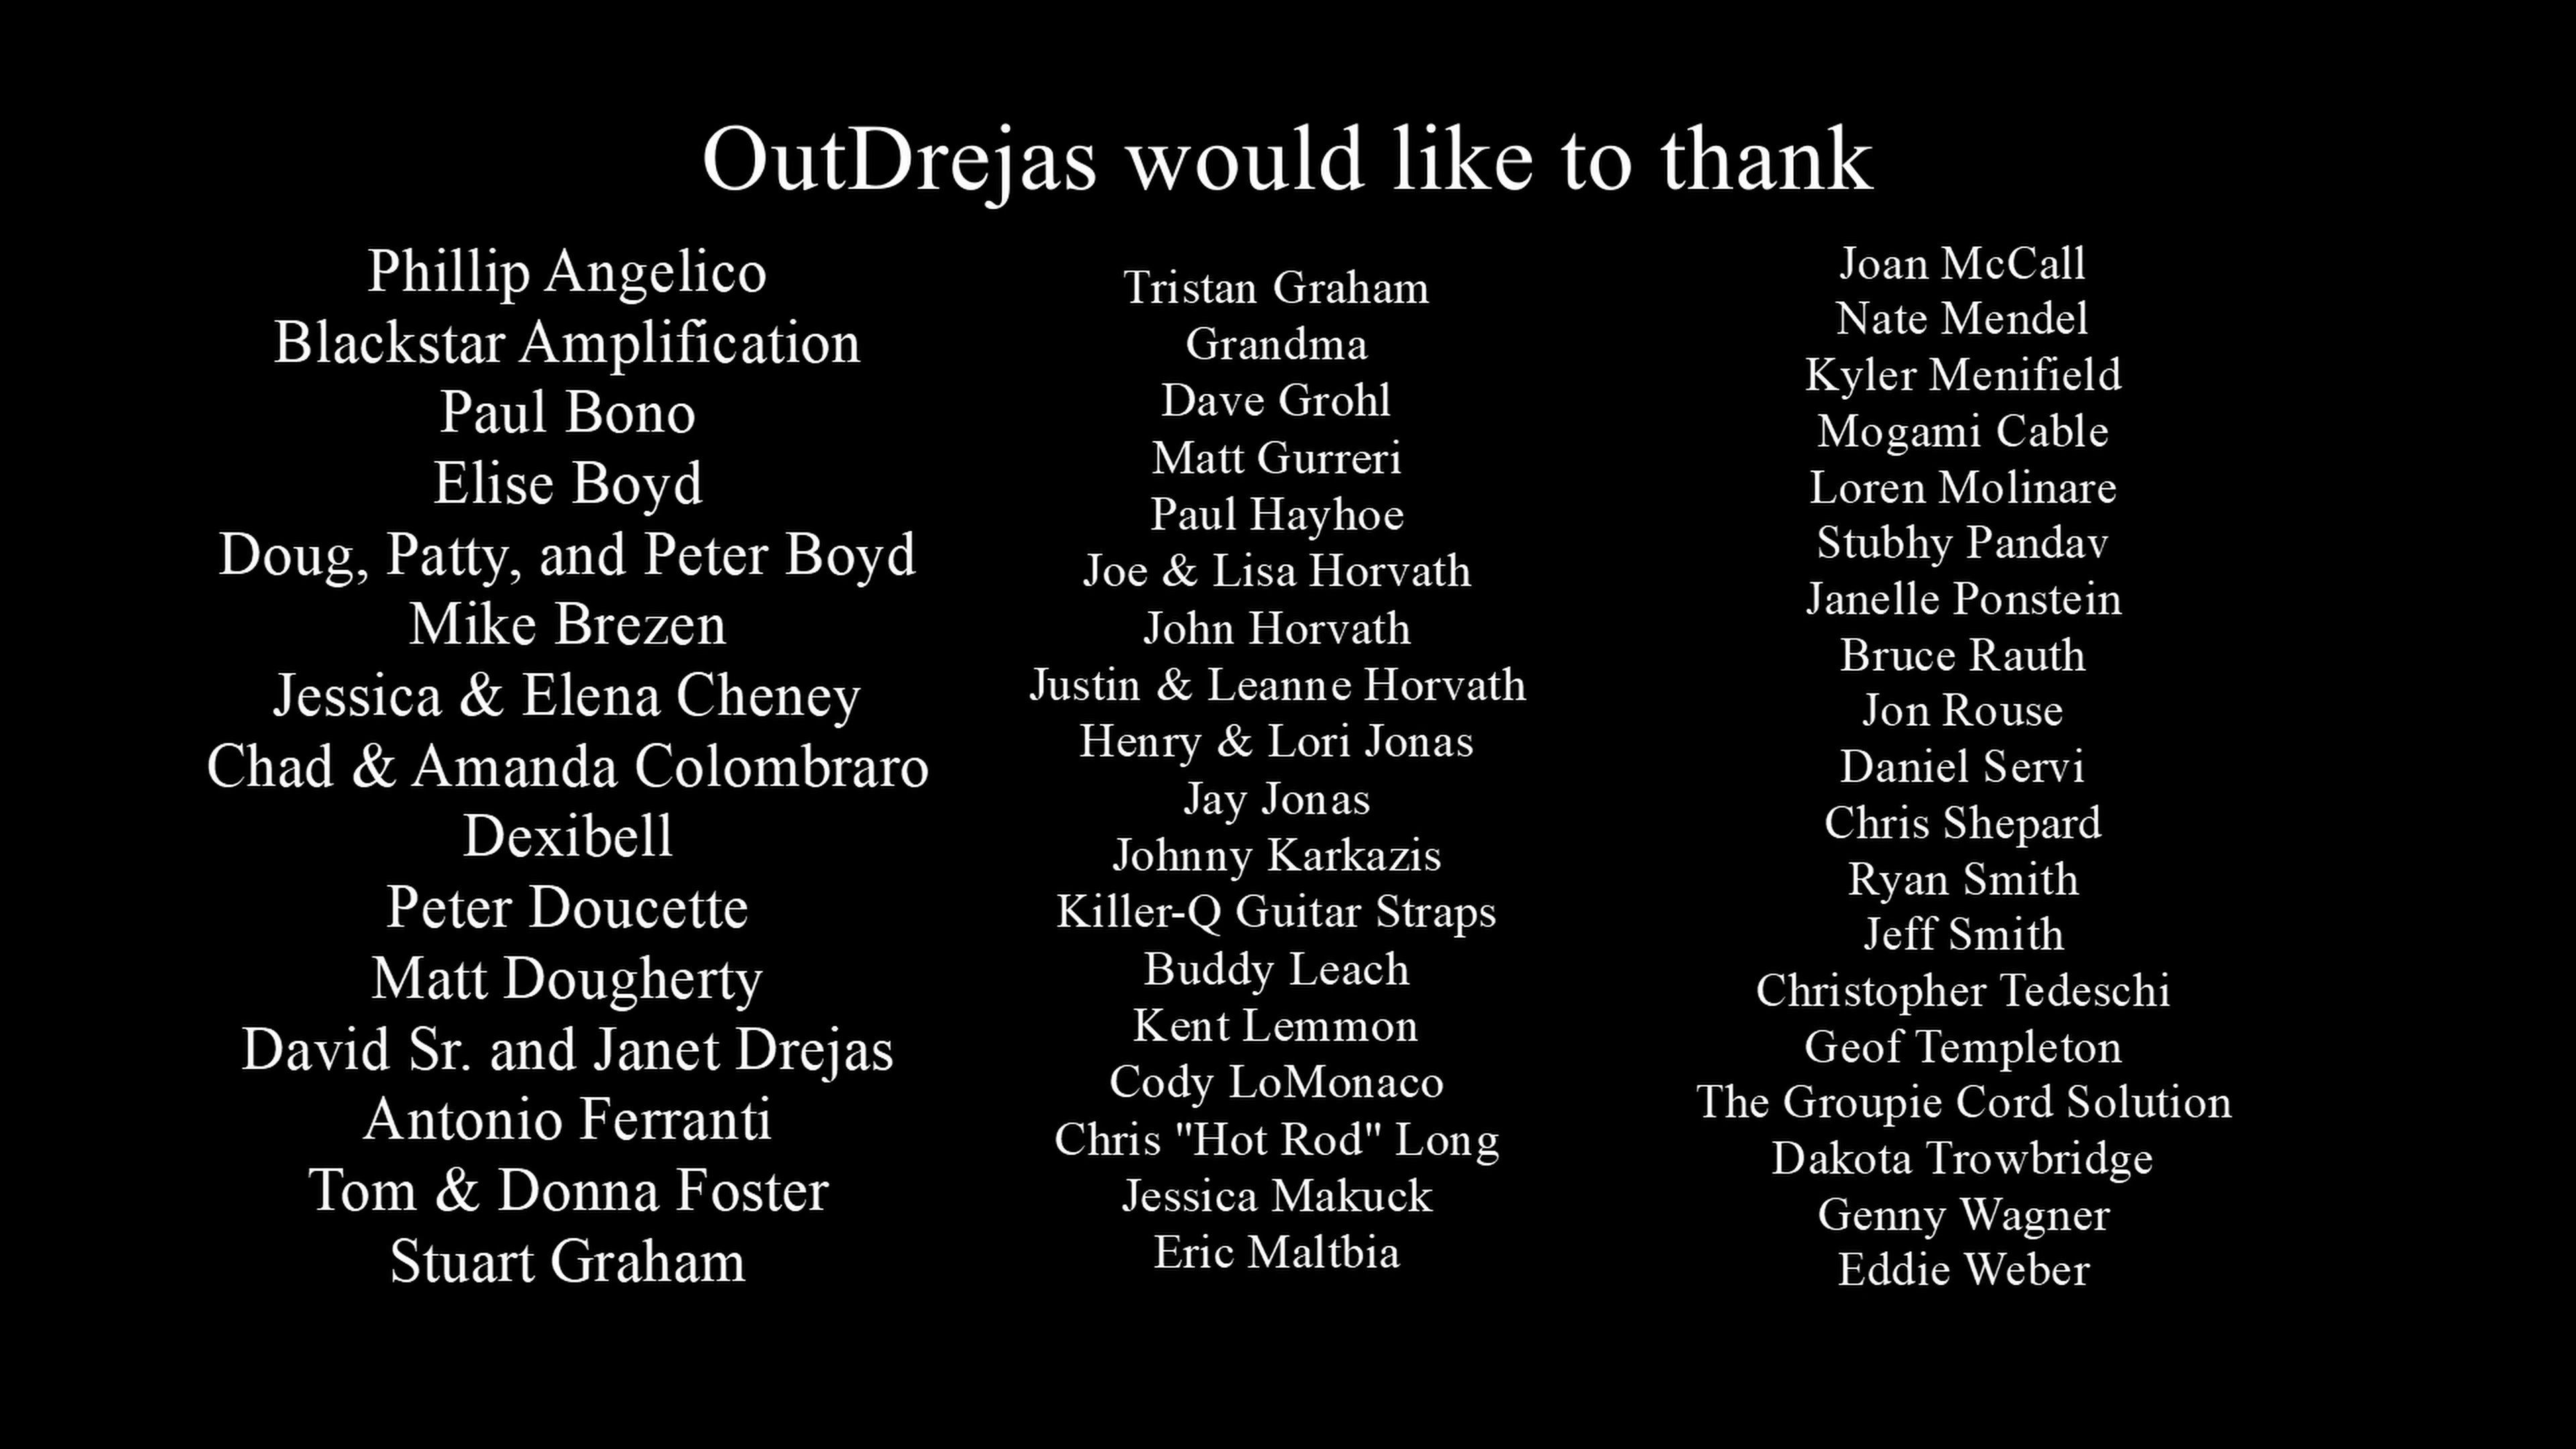 OutDrejas would like to thank
Phillip Angelico
Blackstar Amplification
Paul Bono
Elise Boyd
Doug, Patty, and Peter Boyd
Mike Brezen
Jessica & Elena Cheney
Chad & Amanda Colombraro
Dexibell
Peter Doucette
Matt Dougherty
David Sr. and Janet Drejas
Antonio Ferranti
Tom & Donna Foster
Stuart Graham
Tristan Graham
Grandma
Dave Grohl
Matt Gurreri
Paul Hayhoe
Joe & Lisa Horvath
John Horvath
Justin & Leanne Horvath
Henry & Lori Jonas
Jay Jonas
Johnny Karkazis
Killer-Q Guitar Straps
Buddy Leach
Kent Lemmon
Cody LoMonaco
Chris "Hot Rod" Long
Jessica Makuck
Eric Maltbia
Joan McCall
Nate Mendel
Kyler Menifield
Mogami Cable
Loren Molinare
Stubhy Pandav
Janelle Ponstein
Bruce Rauth
Jon Rouse
Daniel Servi
Chris Shepard
Ryan Smith
Jeff Smith
Christopher Tedeschi
Geof Templeton
The Groupie Cord Solution
Dakota Trowbridge
Genny Wagner
Eddie Weber